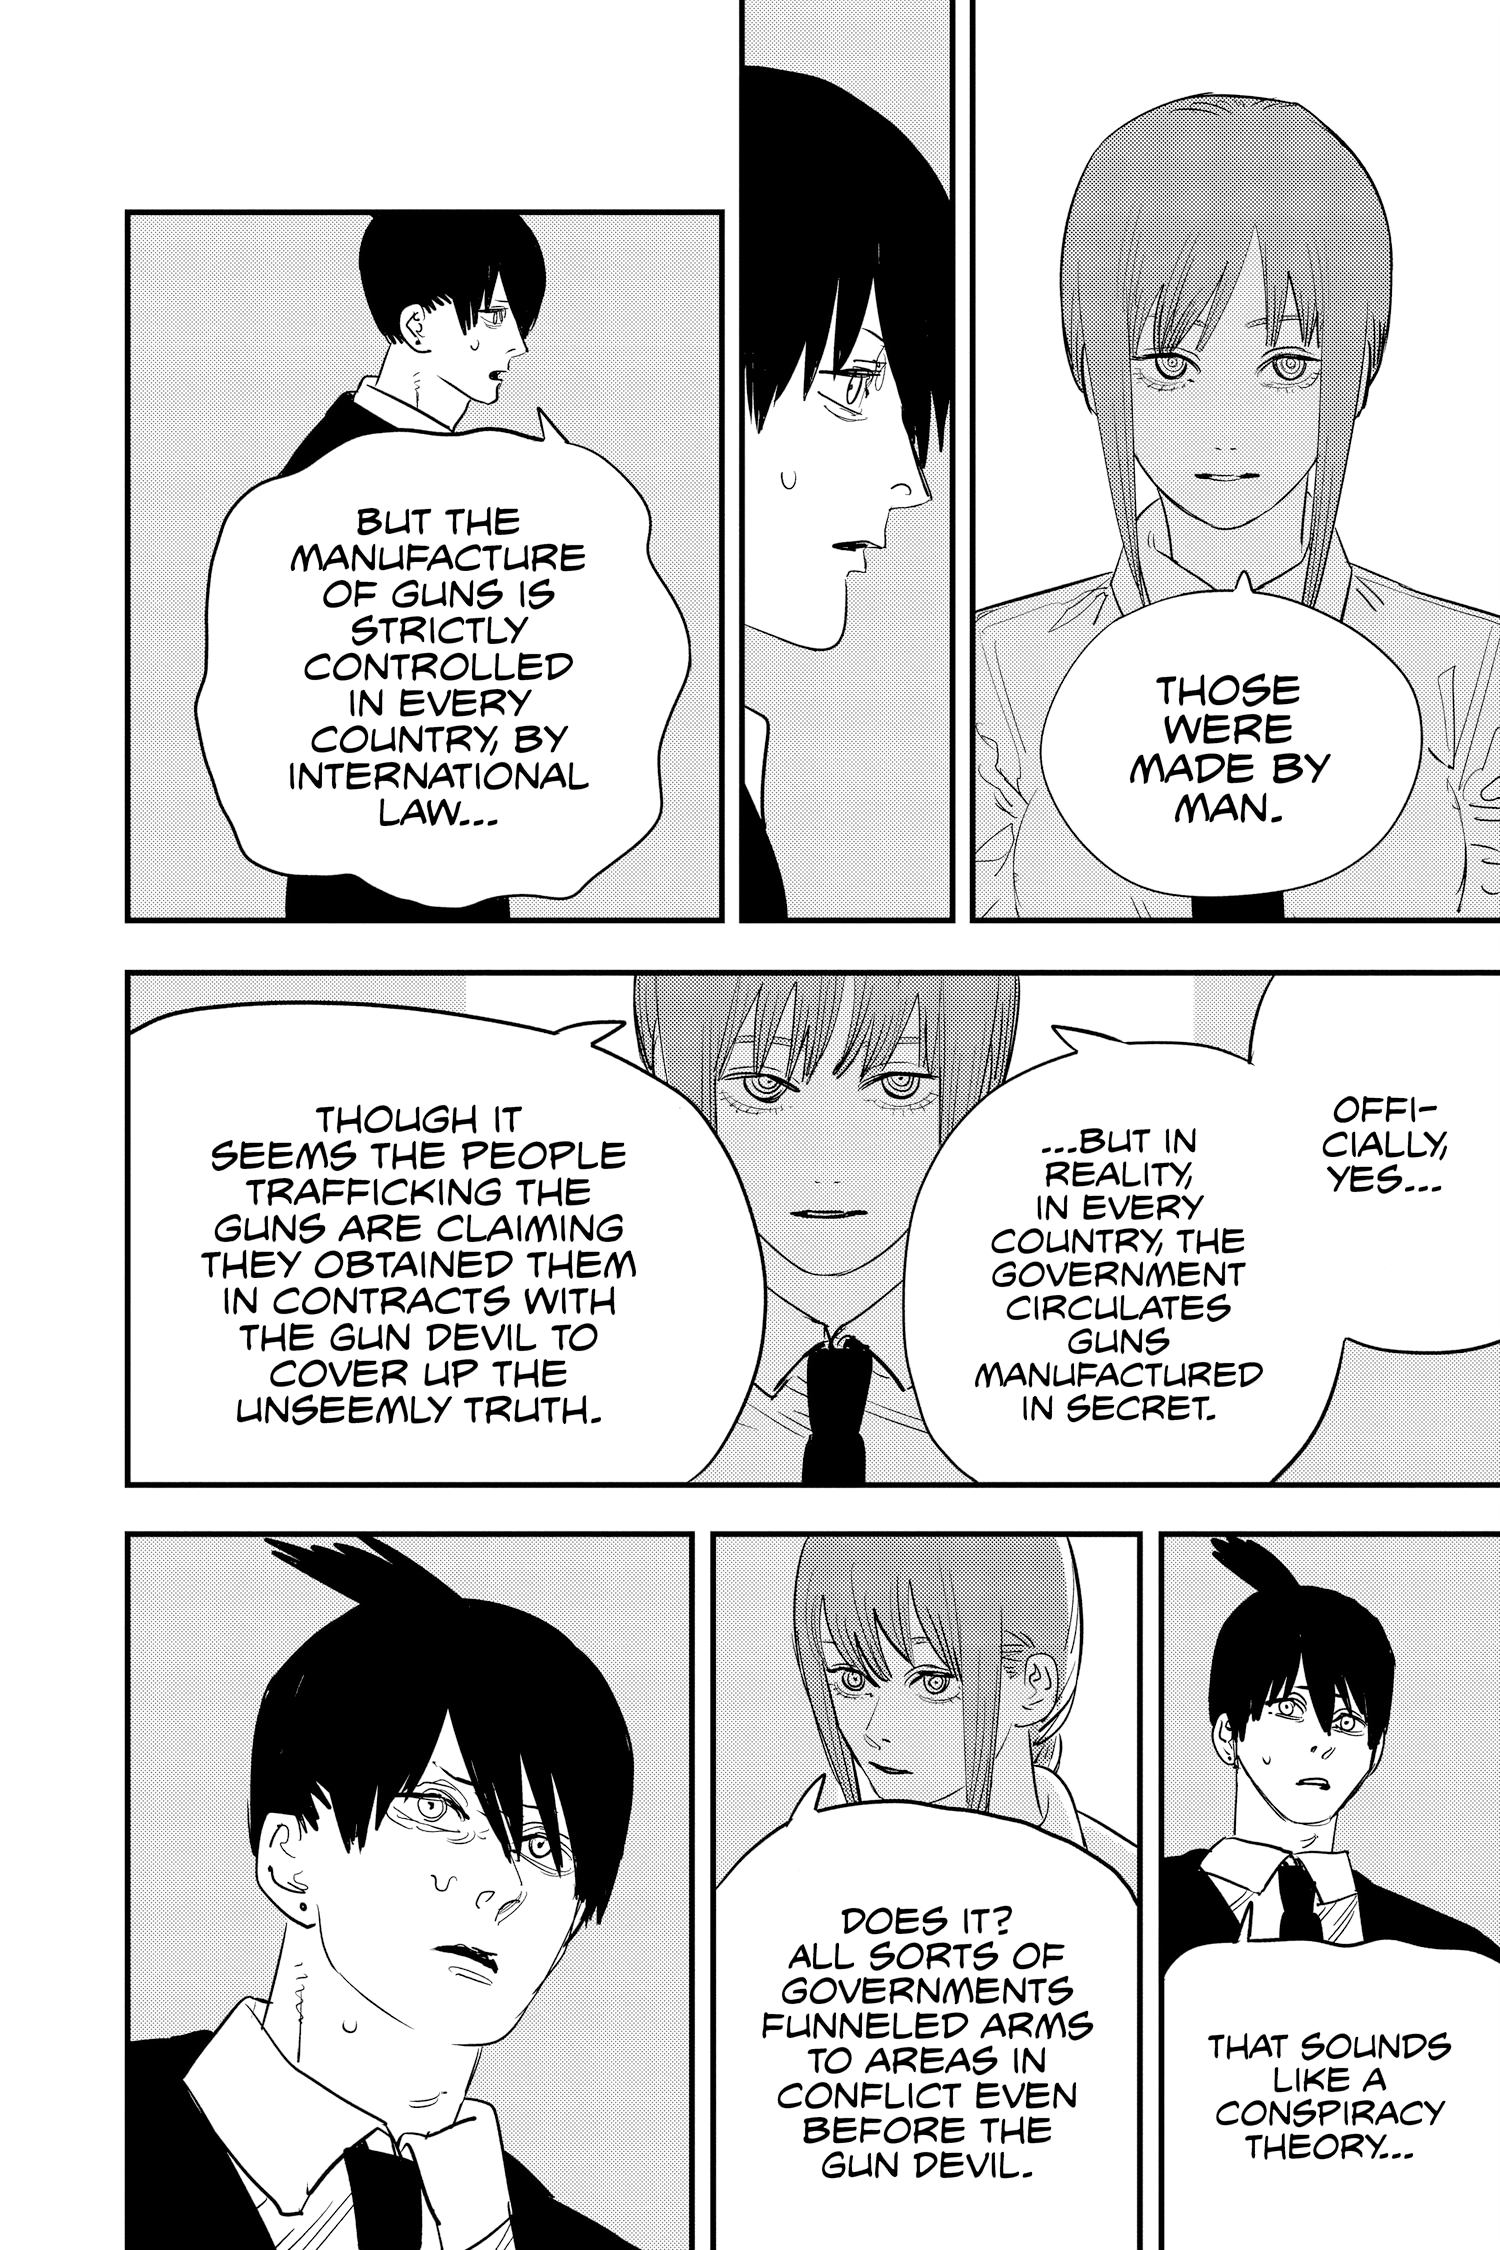 THOSE
WERE
MADE BY
MAN.
BUT THE
MANUFACTURE
OF GUNS IS
STRICTLY
CONTROLLED
IN EVERY
COUNTRY, BY
INTERNATIONAL
LAW...
OFFI-
CIALLY,
YES...
...BUT IN
REALITY,
IN EVERY
COUNTRY, THE
GOVERNMENT
CIRCULATES
GUNS
MANUFACTURED
IN SECRET.
THOUGH IT
SEEMS THE PEOPLE
TRAFFICKING THE
GUNS ARE CLAIMING
THEY OBTAINED THEM
IN CONTRACTS WITH
THE GUN DEVIL TO
COVER UP THE
UNSEEMLY TRUTH.
THAT SOUNDS
LIKE A
CONSPIRACY
THEORY...
DOES IT?
ALL SORTS OF
GOVERNMENTS
FUNNELED ARMS
TO AREAS IN
CONFLICT EVEN
BEFORE THE
GUN DEVIL.